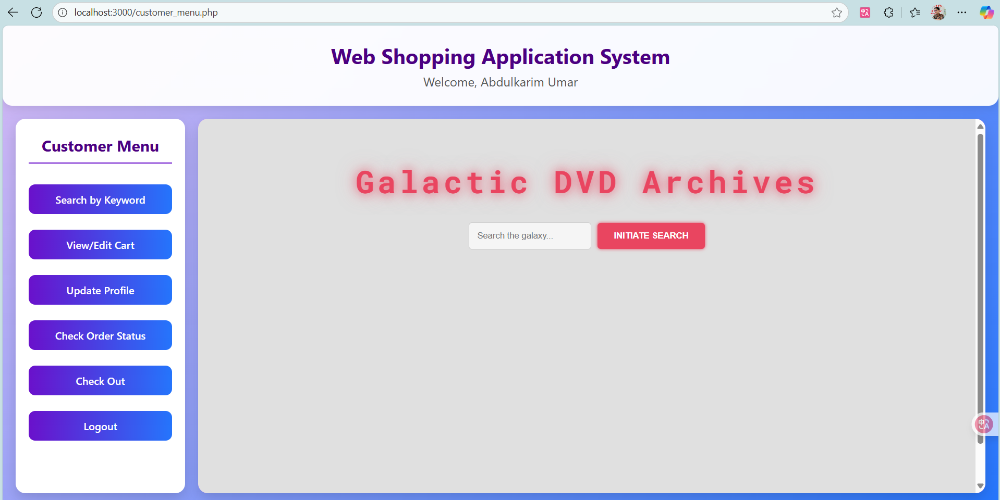 localhost:3000/customer_menu.php
Web Shopping Application System
Welcome, Abdulkarim Umar
Customer Menu
Search by Keyword
View/Edit Cart
Update Profile
Check Order Status
Check Out
Logout
Galactic DVD Archives
Search the galaxy...
INITIATE SEARCH